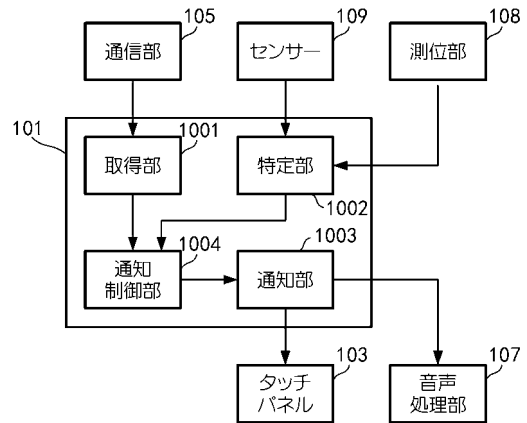 105
109
108
通信部
センサー
測位部
101
1001
取得部
特定部
1002
1003
1004
通知
制御部
通知部
103
107
タッチ
パネル
音声
処理部